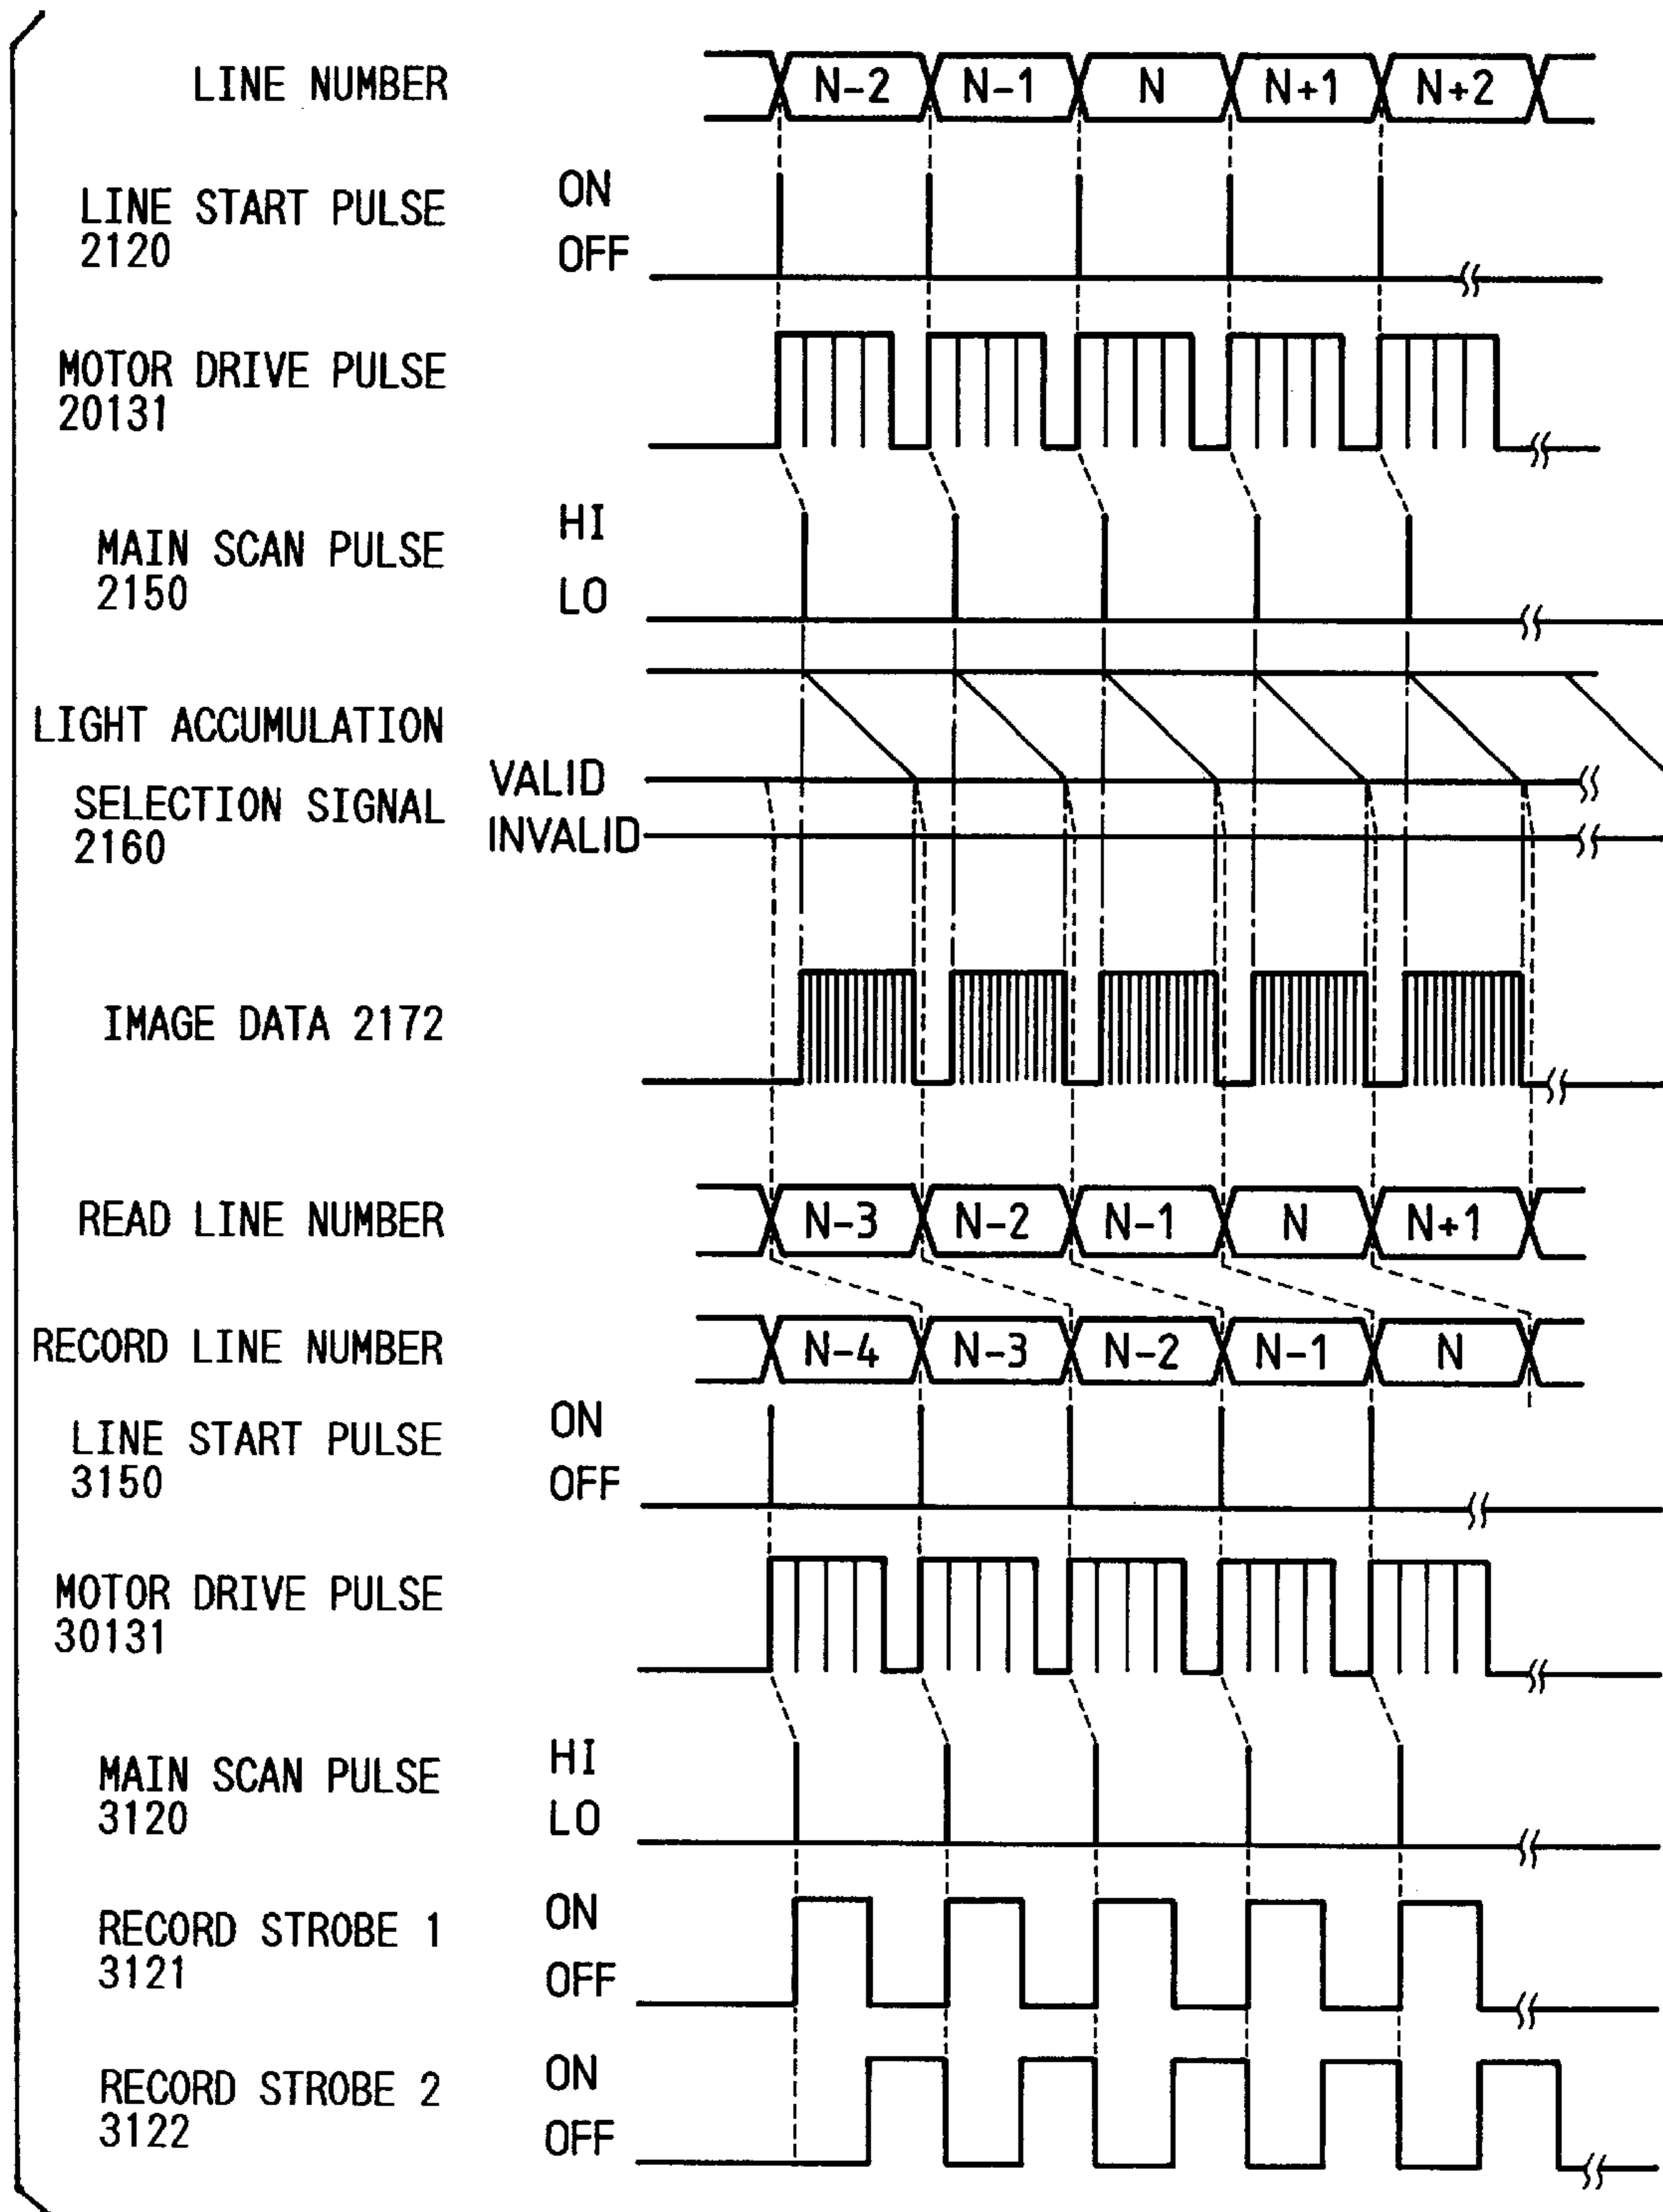 LINE NUMBER N-2 N-1 N N+1 N+2
LINE START PULSE
2120
ON
OFF
MOTOR DRIVE PULSE
20131
MAIN SCAN PULSE
2150
HI
LO
LIGHT ACCUMULATION
SELECTION SIGNAL
2160
VALID
INVALID
IMAGE DATA 2172
READ LINE NUMBER N-3 N-2 N-1 N N+1
RECORD LINE NUMBER N-4 N-3 N-2 N-1 N
LINE START PULSE
3150
ON
OFF
MOTOR DRIVE PULSE
30131
MAIN SCAN PULSE
3120
HI
LO
RECORD STROBE 1
3121
ON
OFF
RECORD STROBE 2
3122
ON
OFF